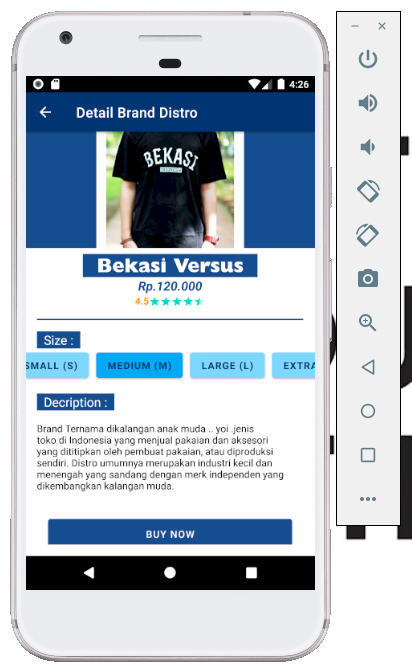 4:26
Detail Brand Distro
BEKASI
Bekasi Versus
Rp.120.000
4.5
Size :
SMALL (S) MEDIUM (M) LARGE (L) EXTRA
Decription :
Brand Ternama dikalangan anak muda .. yoi .jenis
toko di Indonesia yang menjual pakaian dan aksesori
yang dititipkan oleh pembuat pakaian, atau diproduksi
sendiri. Distro umumnya merupakan industri kecil dan
menengah yang sandang dengan merk independen yang
dikembangkan kalangan muda.
BUY NOW